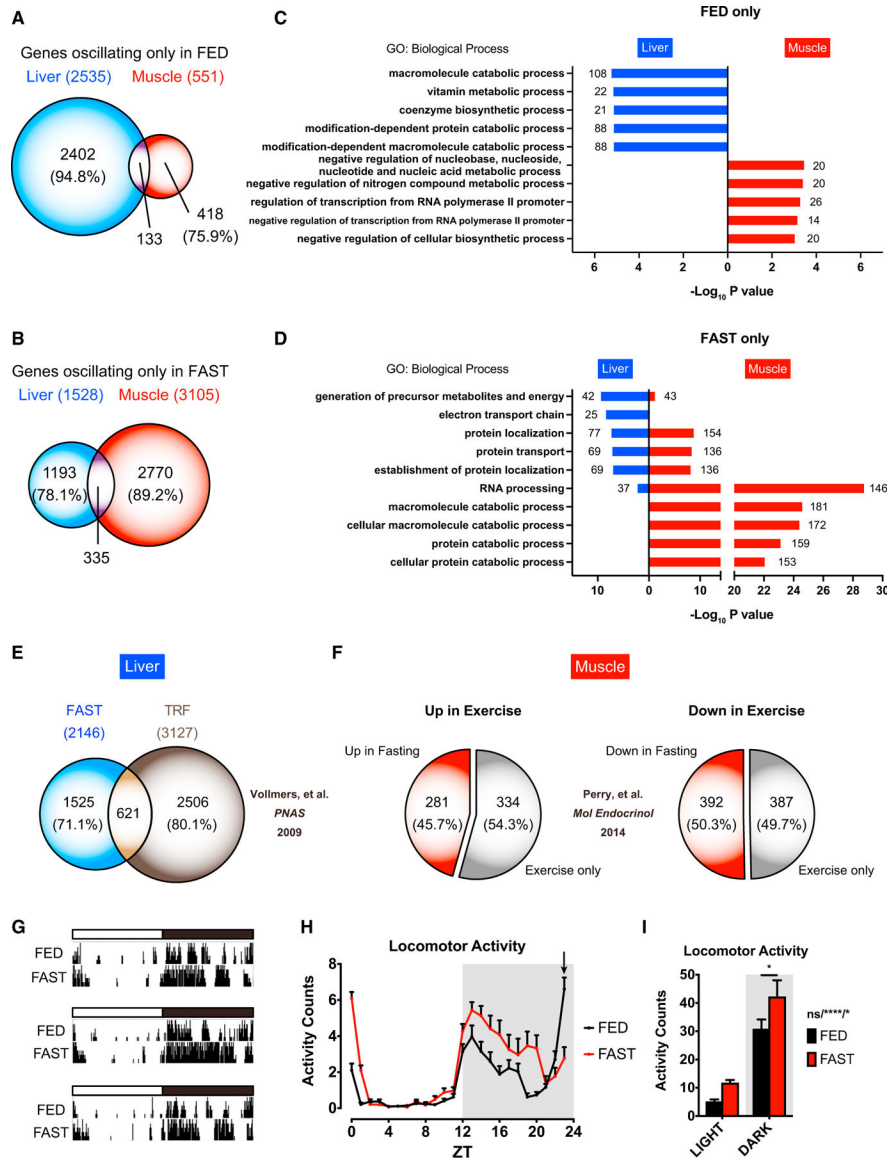 A
Genes oscillating only in FED
Liver (2535) Muscle (551)
2402
(94.8%)
133
418
(75.9%)
C
FED only
GO: Biological Process
Liver
Muscle
macromolecule catabolic process 108
vitamin metabolic process 22
coenzyme biosynthetic process 21
modification-dependent protein catabolic process 88
modification-dependent macromolecule catabolic process 88
negative regulation of nucleobase, nucleoside,
nucleotide and nucleic acid metabolic process 20
negative regulation of nitrogen compound metabolic process 20
regulation of transcription from RNA polymerase II promoter 26
negative regulation of transcription from RNA polymerase II promoter 14
negative regulation of cellular biosynthetic process 20
6 4 2 0 2 4 6
-Log10 P value
B
Genes oscillating only in FAST
Liver (1528) Muscle (3105)
1193
(78.1%)
2770
(89.2%)
335
D
FAST only
GO: Biological Process
Liver
Muscle
generation of precursor metabolites and energy 42 43
electron transport chain 25
protein localization 77 154
protein transport 69 136
establishment of protein localization 69 136
RNA processing 37 146
macromolecule catabolic process 181
cellular macromolecule catabolic process 172
protein catabolic process 159
cellular protein catabolic process 153
10 0 10 20 22 24 26 28 30
-Log10 P value
E
Liver
FAST
(2146)
TRF
(3127)
1525
(71.1%)
621
2506
(80.1%)
Vollmers, et al.
PNAS
2009
F
Muscle
Up in Exercise
Up in Fasting
281
(45.7%)
334
(54.3%)
Exercise only
Perry, et al.
Mol Endocrinol
2014
Down in Exercise
Down in Fasting
392
(50.3%)
387
(49.7%)
Exercise only
G
FED
FAST
FED
FAST
FED
FAST
H
Locomotor Activity
Activity Counts
8
6
4
2
0
0 4 8 12 16 20 24
ZT
FED
FAST
I
Locomotor Activity
Activity Counts
50
40
30
20
10
0
*
LIGHT
DARK
ns/****/*
FED
FAST